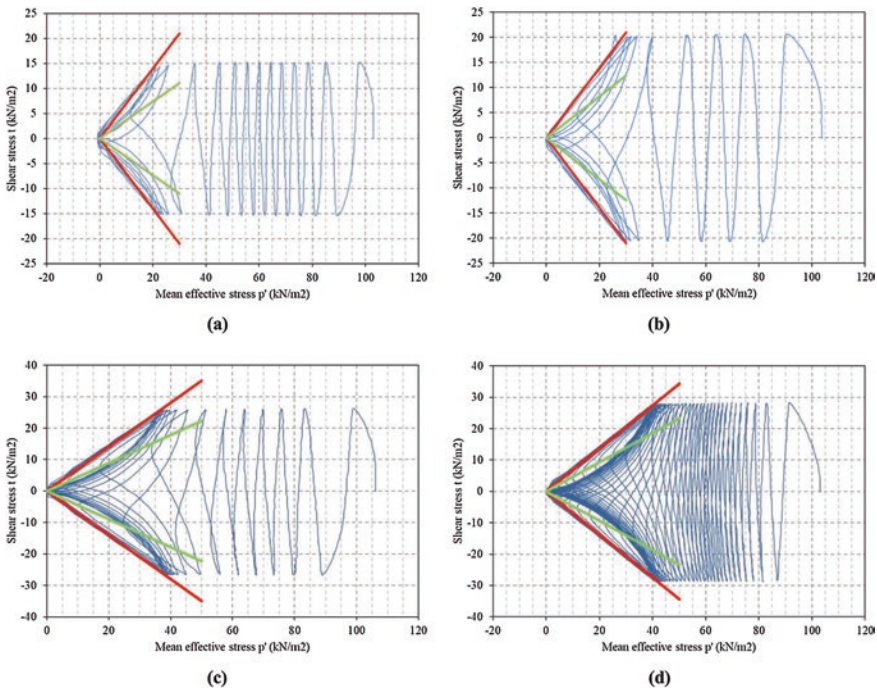 25
20
15
10
5
0
-5
-10
-15
-20
-25
-20 0 20 40 60 80 100 120
Shear stress t (kN/m2)
Mean effective stress p' (kN/m2)
(a)
25
20
15
10
5
0
-5
-10
-15
-20
-25
-20 0 20 40 60 80 100 120
Shear stresst (kN/m2)
Mean effective stress p' (kN/m2)
(b)
40
30
20
10
0
-10
-20
-30
-40
0 20 40 60 80 100 120
Shear stress t (kN/m2)
Mean effective stress p' (kN/m2)
(c)
40
30
20
10
0
-10
-20
-30
-40
-20 0 20 40 60 80 100 120
Shear stress t (kN/m2)
Mean effective stress p' (kN/m2)
(d)